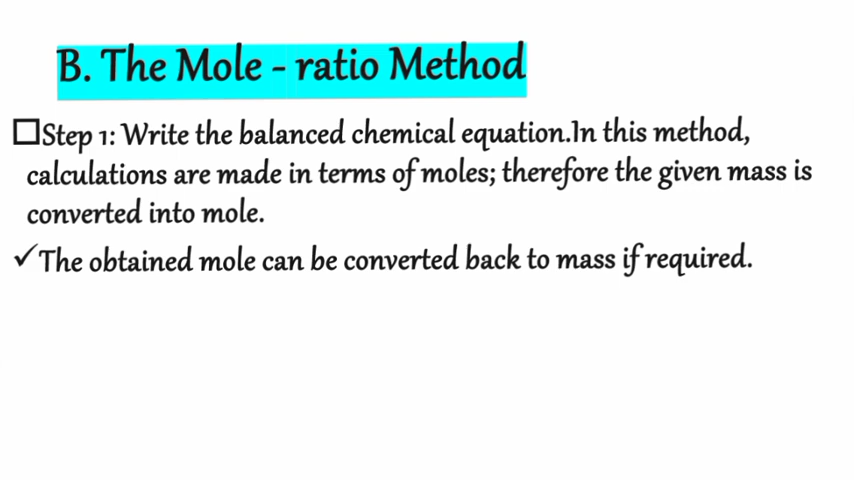 B. The Mole - ratio Method
Step 1: Write the balanced chemical equation.In this method,
calculations are made in terms of moles; therefore the given mass is
converted into mole.
✓The obtained mole can be converted back to mass if required.